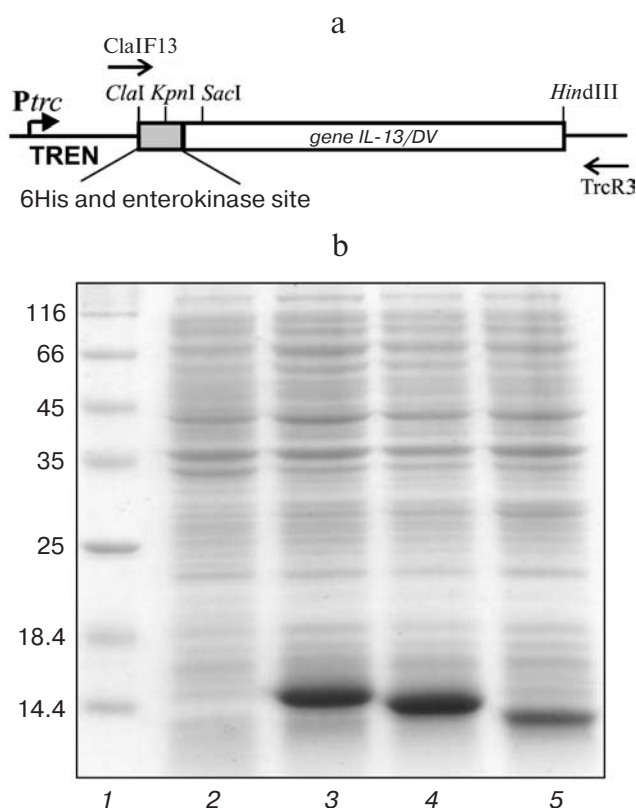 a
ClaIF13
ClaI KpnI SacI HindIII
Ptrc
gene IL-13/DV
TREN
6His and enterokinase site
TrcR3
b
116
66
45
35
25
18.4
14.4
1 2 3 4 5